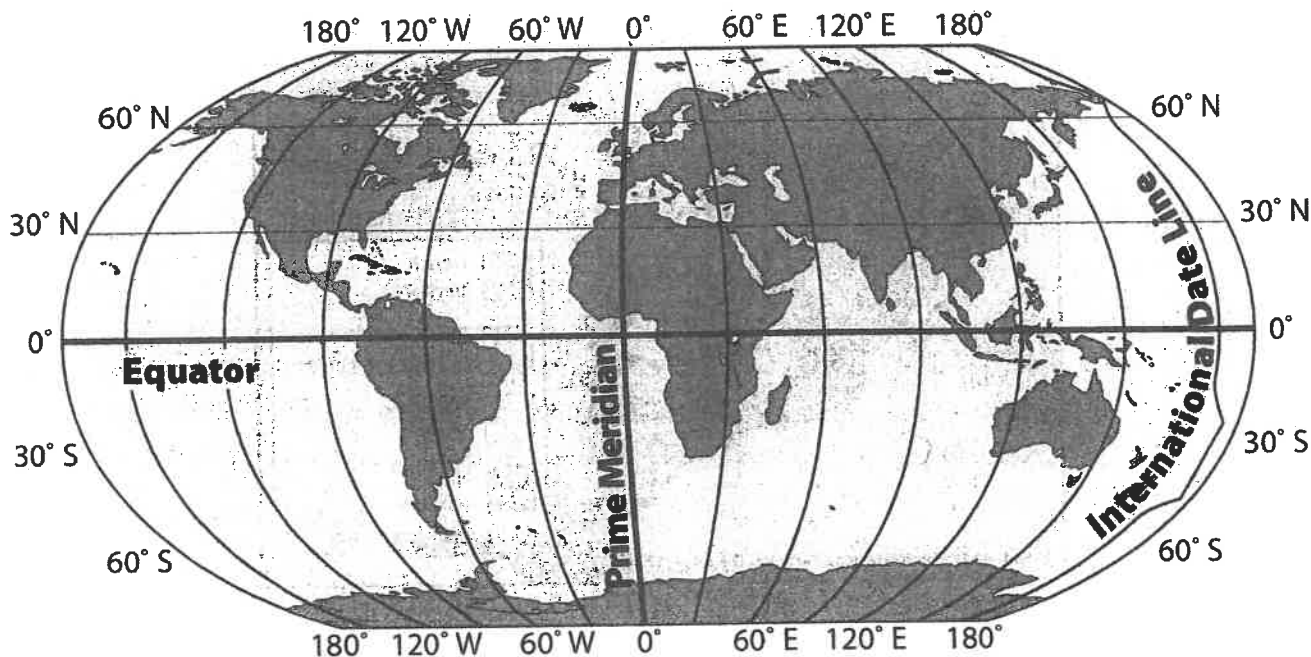 180° 120° W 60° W 0° 60° E 120° E 180°
60° N 60° N
30° N 30° N
International Date Line
0° 0°
Equator
Prime Meridian
30° S 30° S
60° S 60° S
180° 120° W 60° W 0° 60° E 120° E 180°